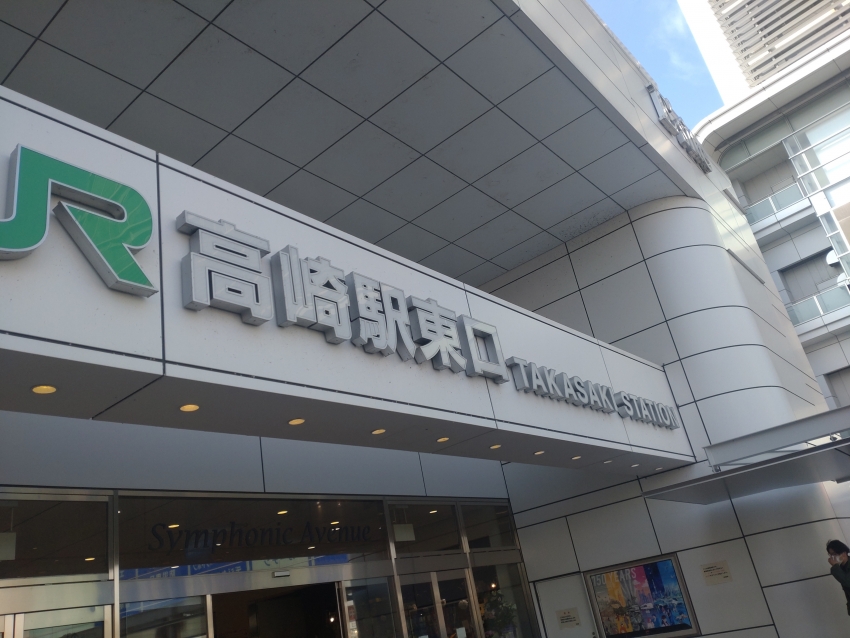 JR 高崎駅東口 TAKASAKI STATION
Symphonic Avenue